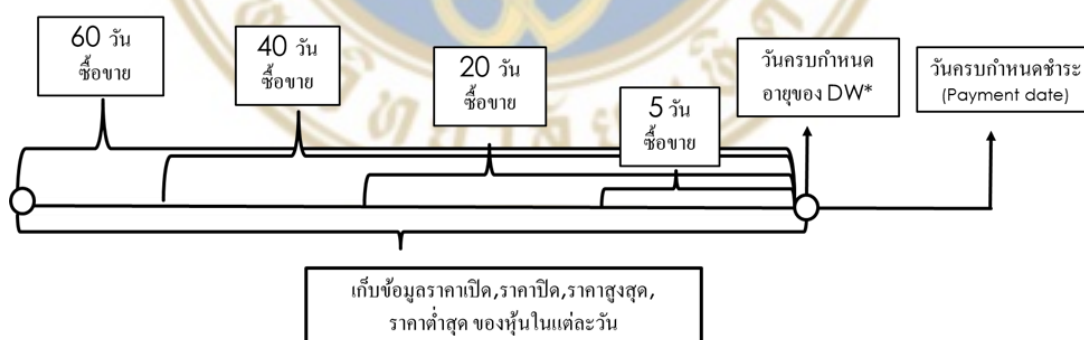 60 วัน
ซื้อขาย
40 วัน
ซื้อขาย
20 วัน
ซื้อขาย
5 วัน
ซื้อขาย
วันครบกำหนด
อายุของ DW*
วันครบกำหนดชำระ
(Payment date)
เก็บข้อมูลราคาเปิด,ราคาปิด,ราคาสูงสุด,
ราคาต่ำสุด ของหุ้นในแต่ละวัน